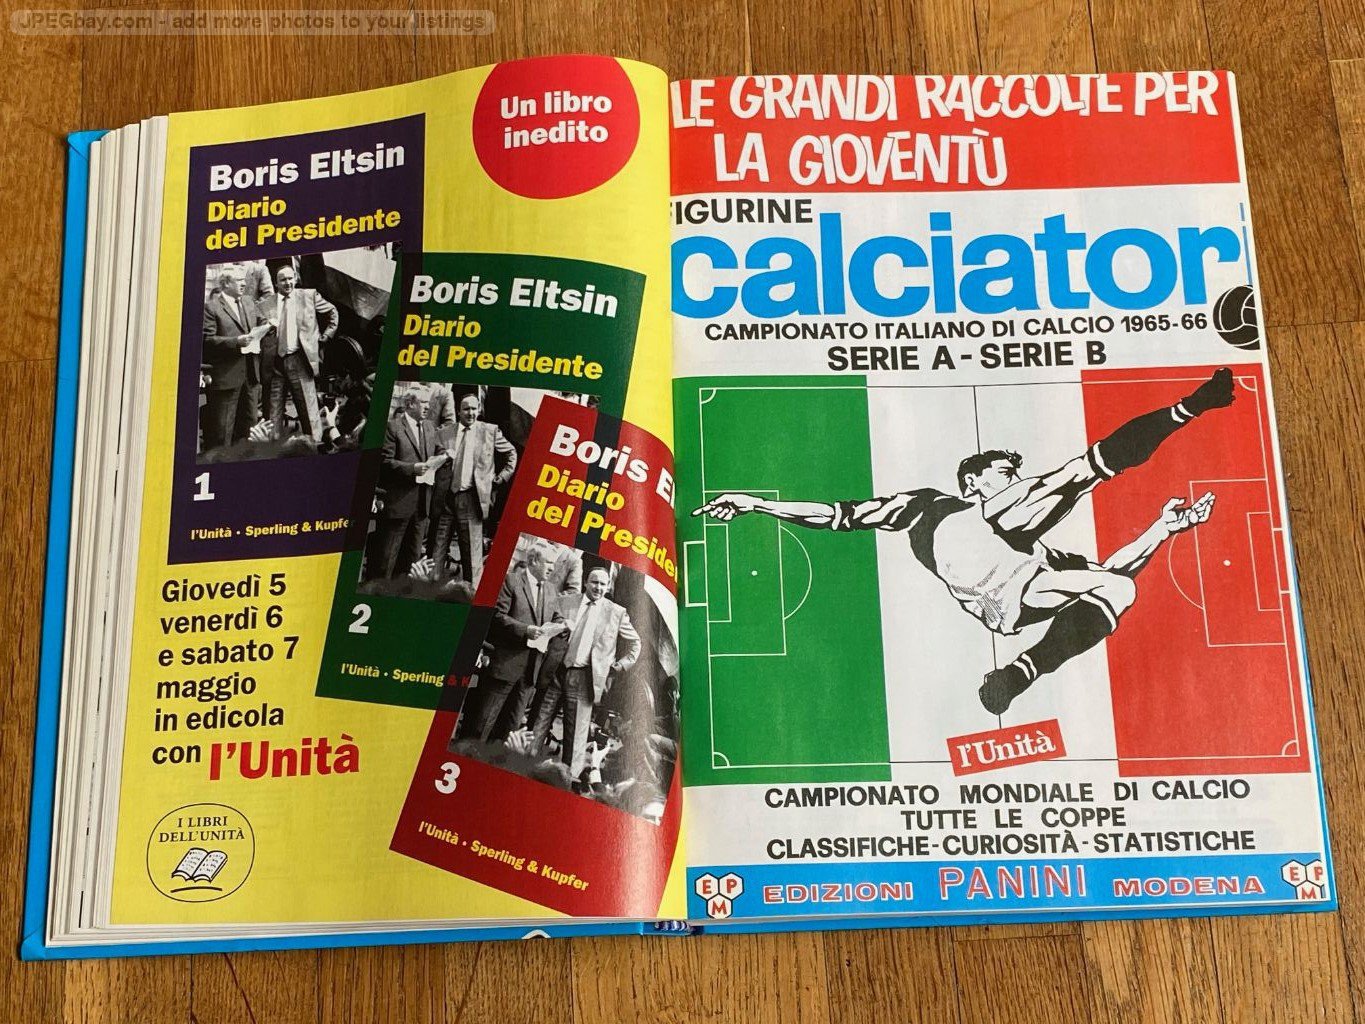 JPEGbay.com - add more photos to your listings
Un libro
inedito
Boris Eltsin
Diario
del Presidente
1
l'Unità • Sperling & Kupfer
Boris Eltsin
Diario
del Presidente
2
l'Unità • Sperling & K
Boris El
Diario
del Preside
3
l'Unità • Sperling & Kupfer
Giovedì 5
venerdì 6
e sabato 7
maggio
in edicola
con l'Unità
I LIBRI
DELL'UNITÀ
LE GRANDI RACCOLTE PER
LA GIOVENTÙ
FIGURINE
calciatori
CAMPIONATO ITALIANO DI CALCIO 1965-66
SERIE A - SERIE B
l'Unità
CAMPIONATO MONDIALE DI CALCIO
TUTTE LE COPPE
CLASSIFICHE - CURIOSITÀ - STATISTICHE
EPM EDIZIONI PANINI MODENA EPM